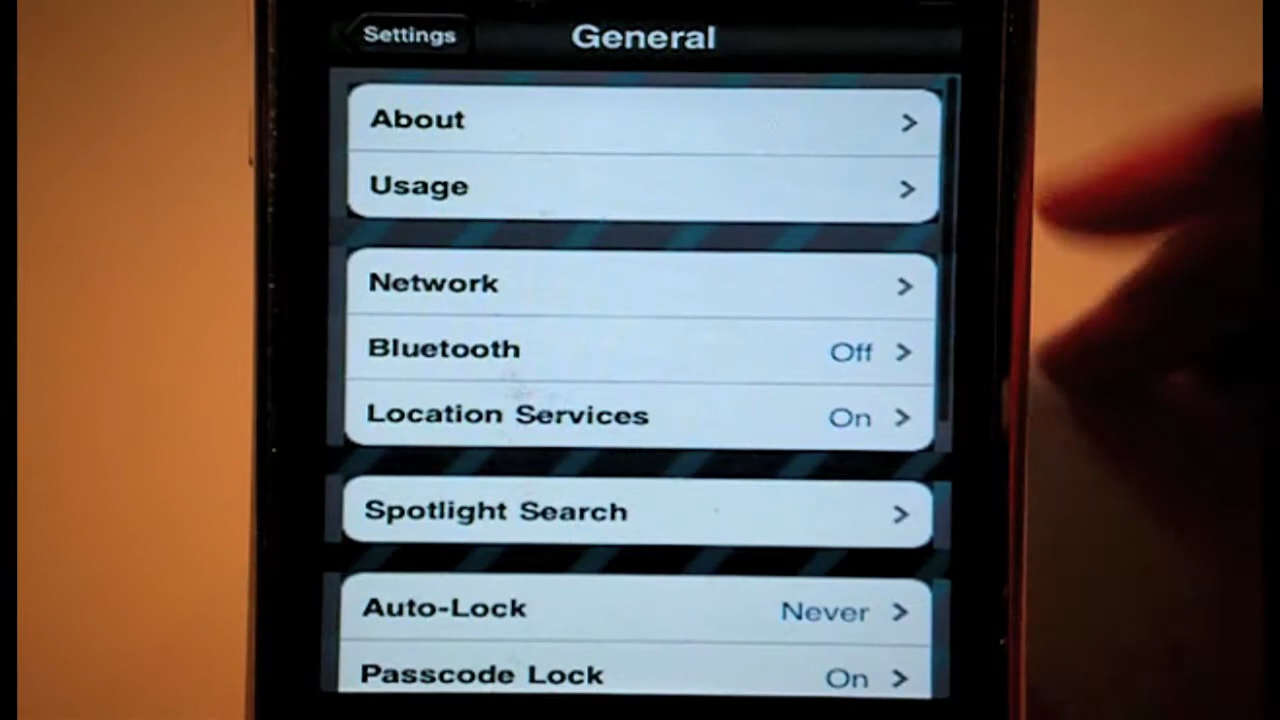 Settings
General
About
Usage
Network
Bluetooth Off
Location Services On
Spotlight Search
Auto-Lock Never
Passcode Lock On